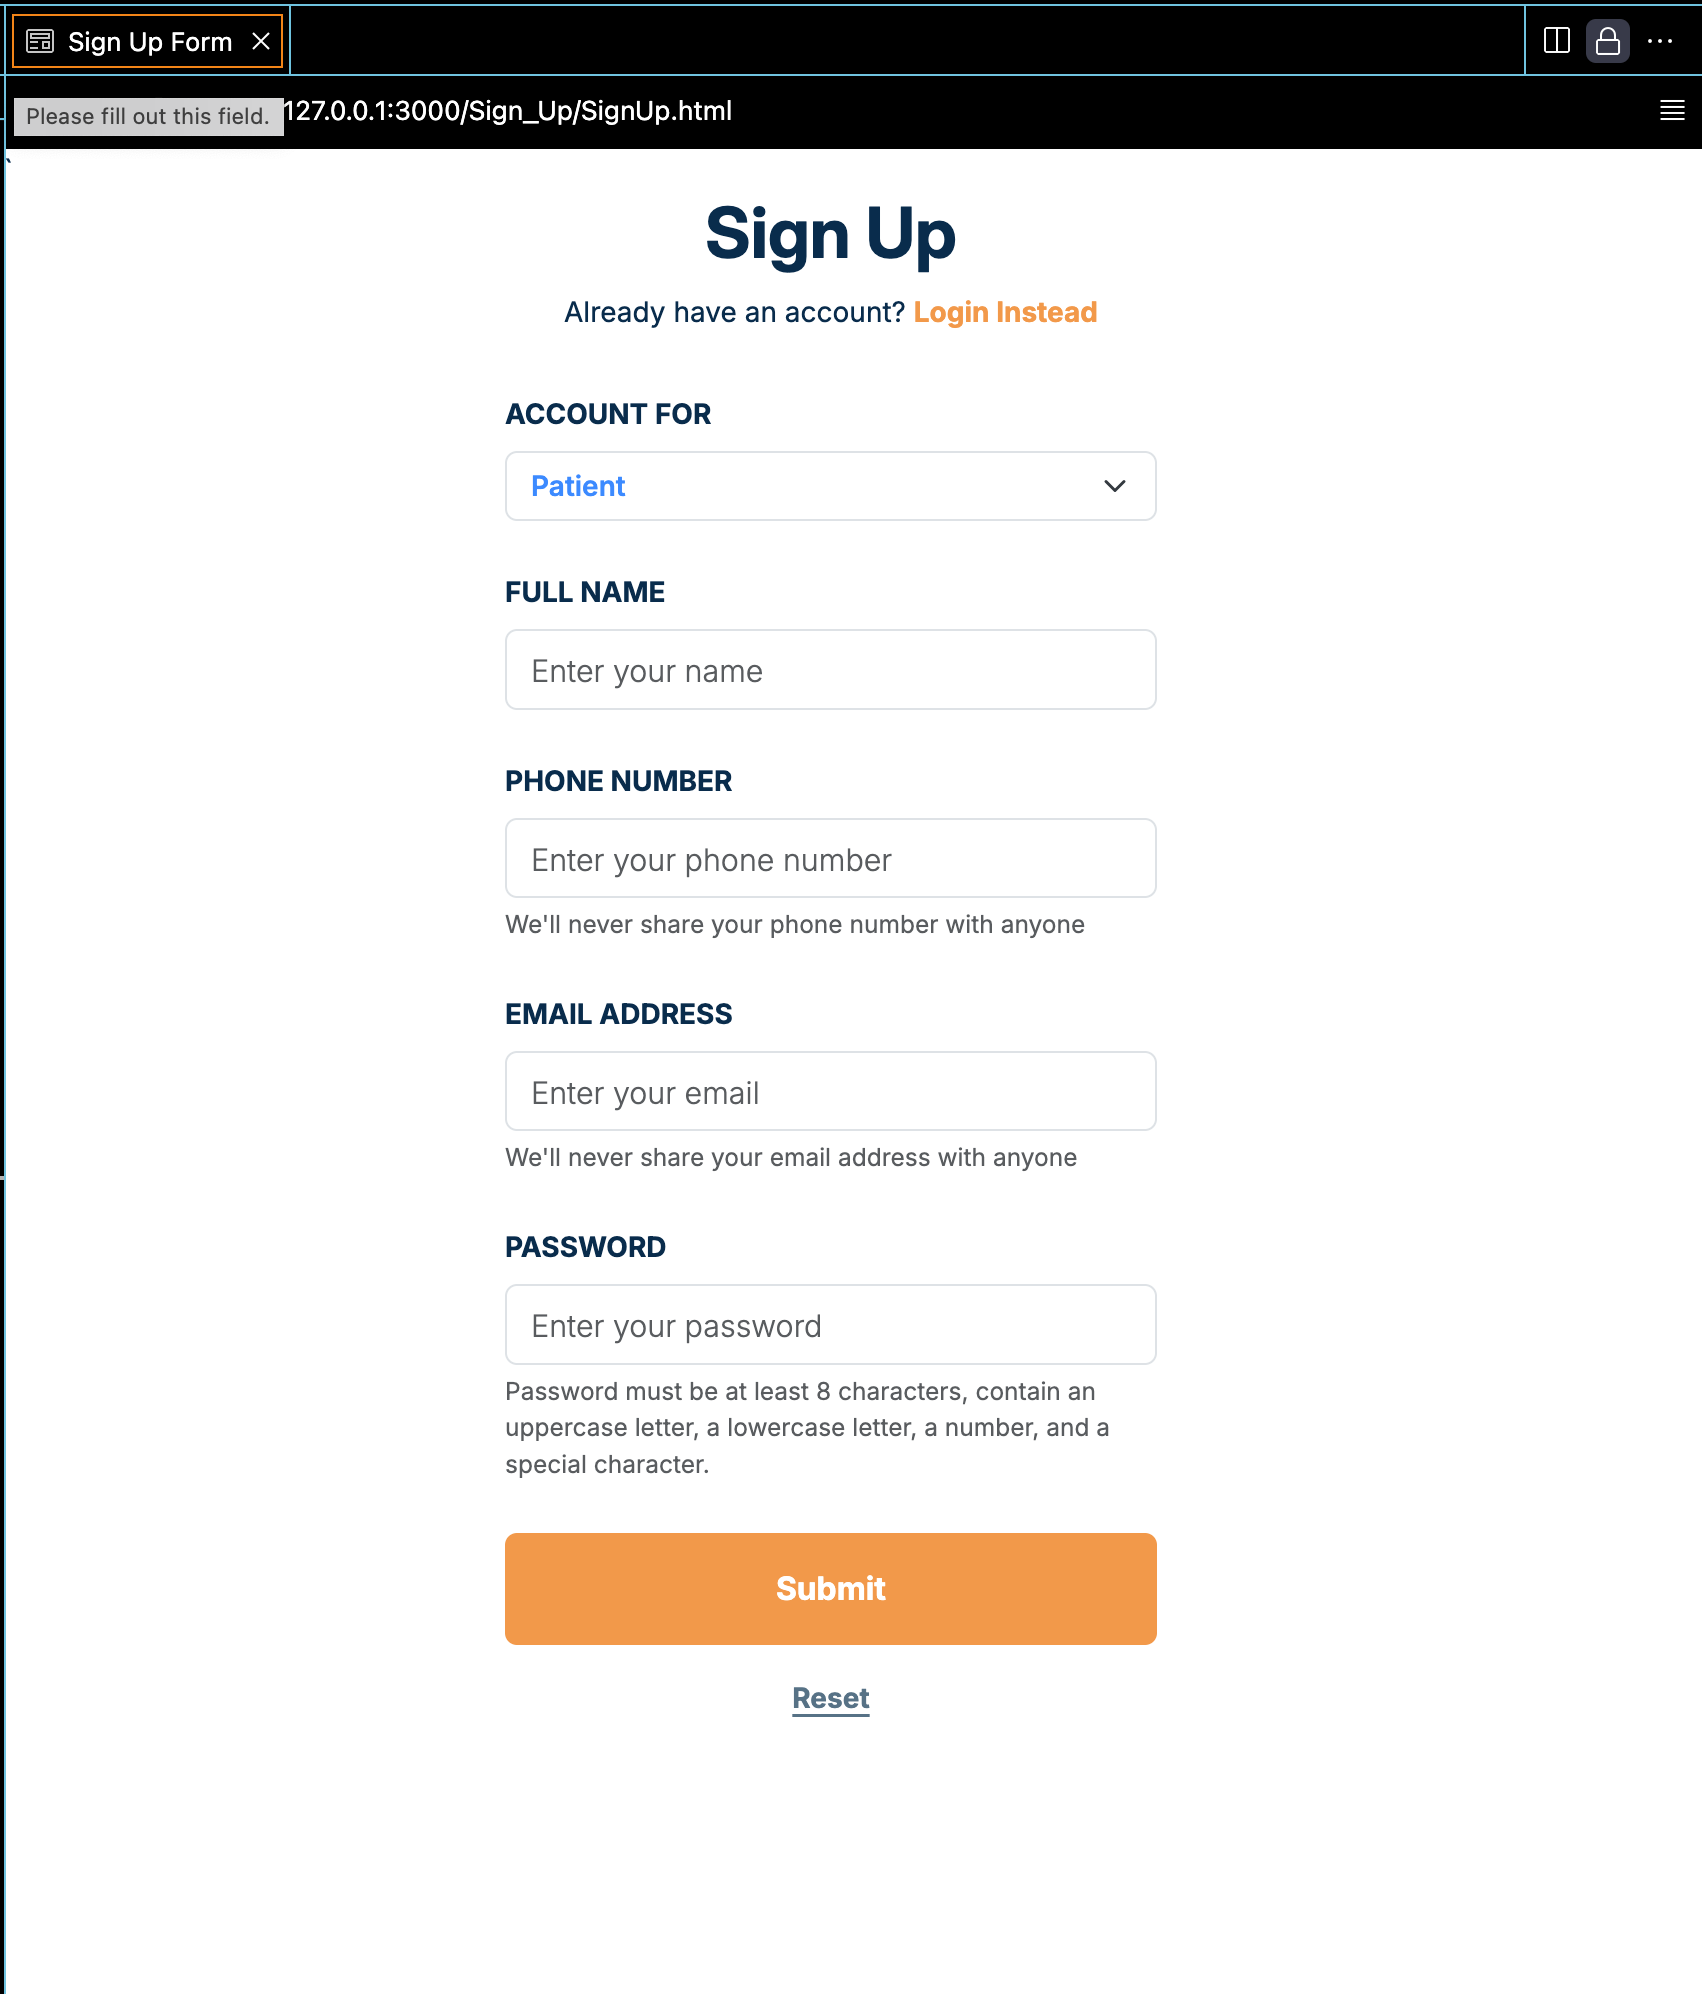 Sign Up Form
Please fill out this field. 127.0.0.1:3000/Sign_Up/SignUp.html
`
Sign Up
Already have an account? Login Instead
ACCOUNT FOR
Patient
FULL NAME
Enter your name
PHONE NUMBER
Enter your phone number
We'll never share your phone number with anyone
EMAIL ADDRESS
Enter your email
We'll never share your email address with anyone
PASSWORD
Enter your password
Password must be at least 8 characters, contain an
uppercase letter, a lowercase letter, a number, and a
special character.
Submit
Reset